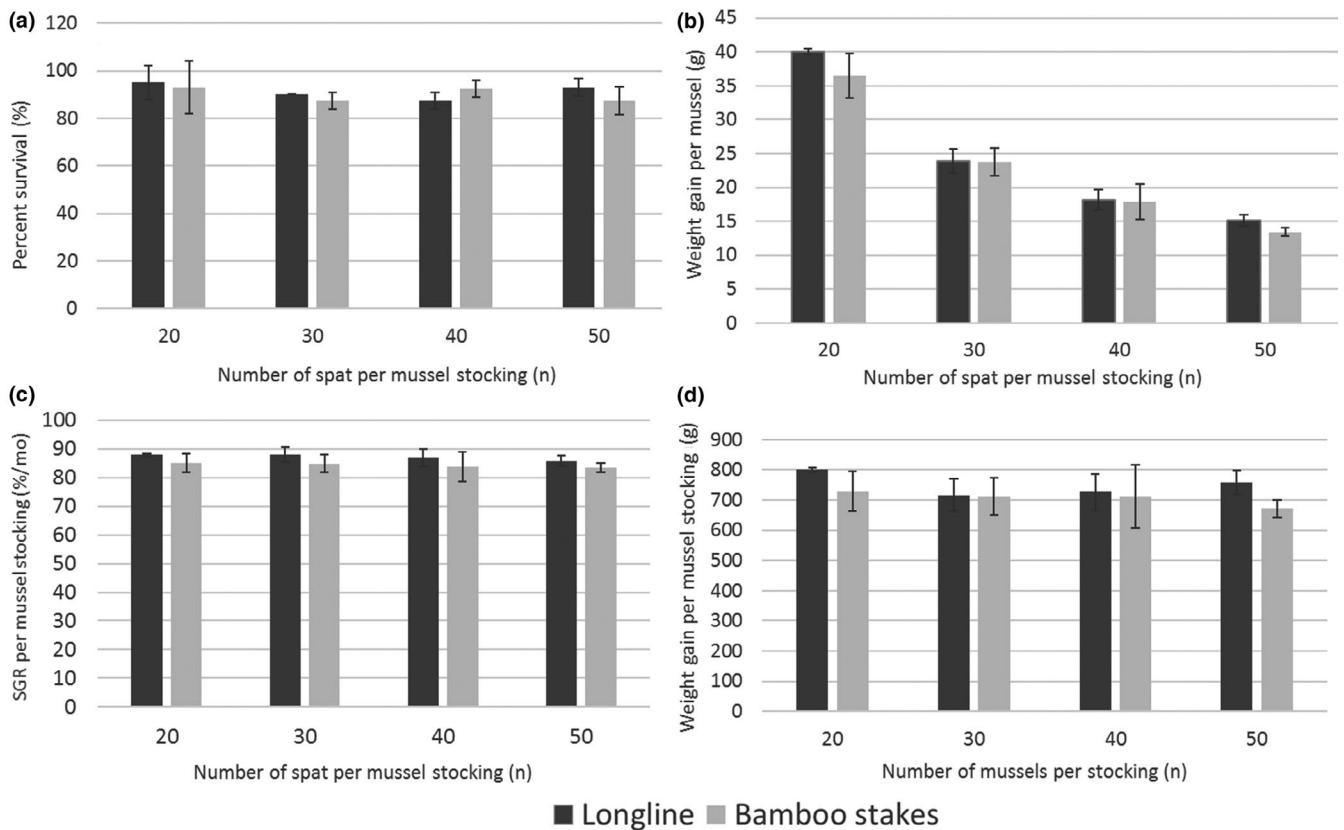 (a)
120
100
80
60
40
20
0
Percent survival (%)
20 30 40 50
Number of spat per mussel stocking (n)
(b)
45
40
35
30
25
20
15
10
5
0
Weight gain per mussel (g)
20 30 40 50
Number of spat per mussel stocking (n)
(c)
100
90
80
70
60
50
40
30
20
10
0
SGR per mussel stocking (%/mo)
20 30 40 50
Number of spat per mussel stocking (n)
(d)
900
800
700
600
500
400
300
200
100
0
Weight gain per mussel stocking (g)
20 30 40 50
Number of mussels per stocking (n)
Longline Bamboo stakes